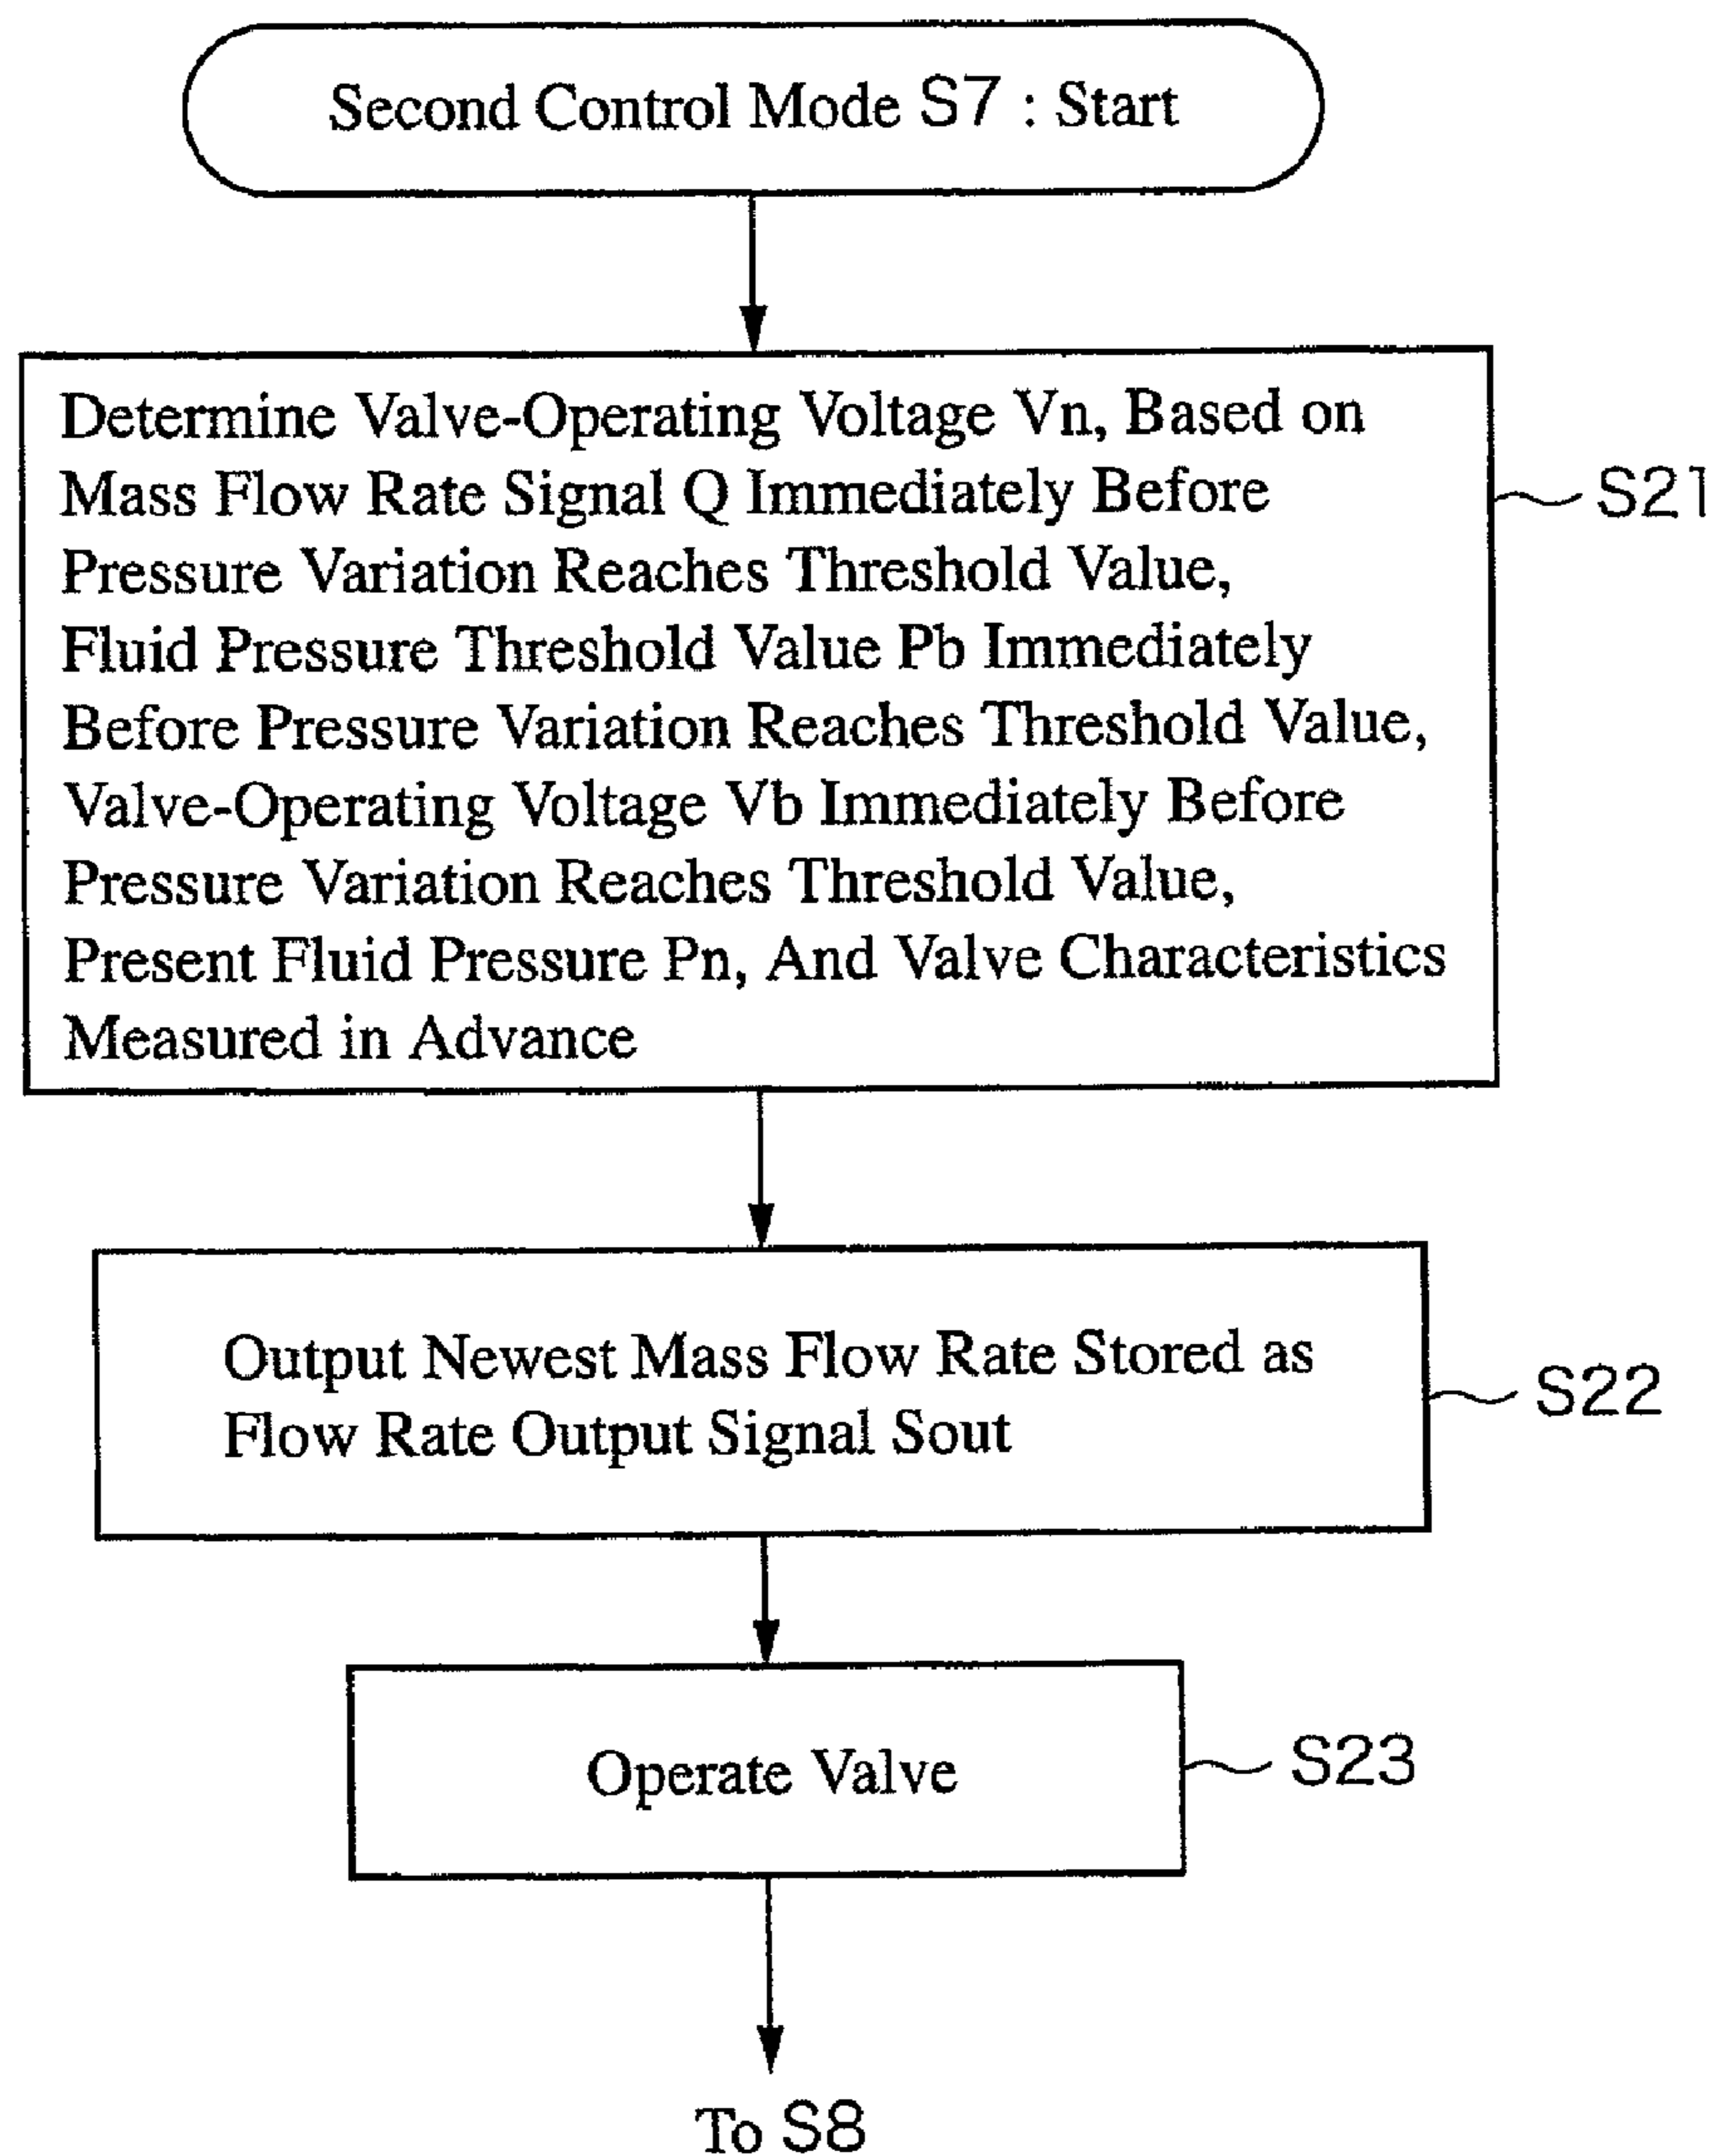 Second Control Mode S7 : Start
Determine Valve-Operating Voltage Vn, Based on
Mass Flow Rate Signal Q Immediately Before
Pressure Variation Reaches Threshold Value,
Fluid Pressure Threshold Value Pb Immediately
Before Pressure Variation Reaches Threshold Value,
Valve-Operating Voltage Vb Immediately Before
Pressure Variation Reaches Threshold Value,
Present Fluid Pressure Pn, And Valve Characteristics
Measured in Advance
S21
Output Newest Mass Flow Rate Stored as
Flow Rate Output Signal Sout
S22
Operate Valve
S23
To S8